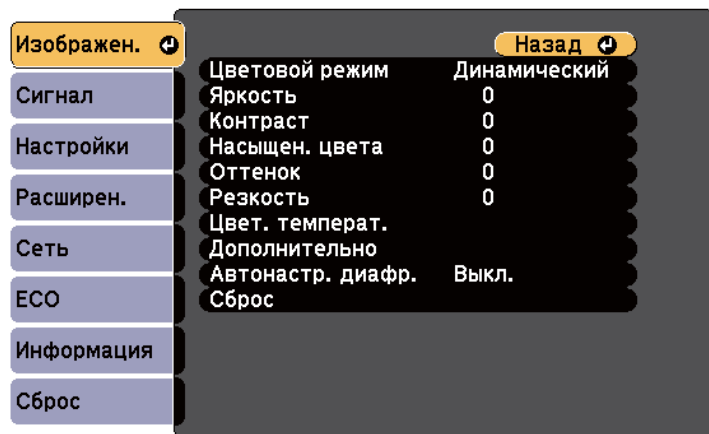 Изображен.
Сигнал
Настройки
Расширен.
Сеть
ECO
Информация
Сброс
Назад
Цветовой режим Динамический
Яркость 0
Контраст 0
Насыщен. цвета 0
Оттенок 0
Резкость 0
Цвет. температ.
Дополнительно
Автонастр. диафр. Выкл.
Сброс